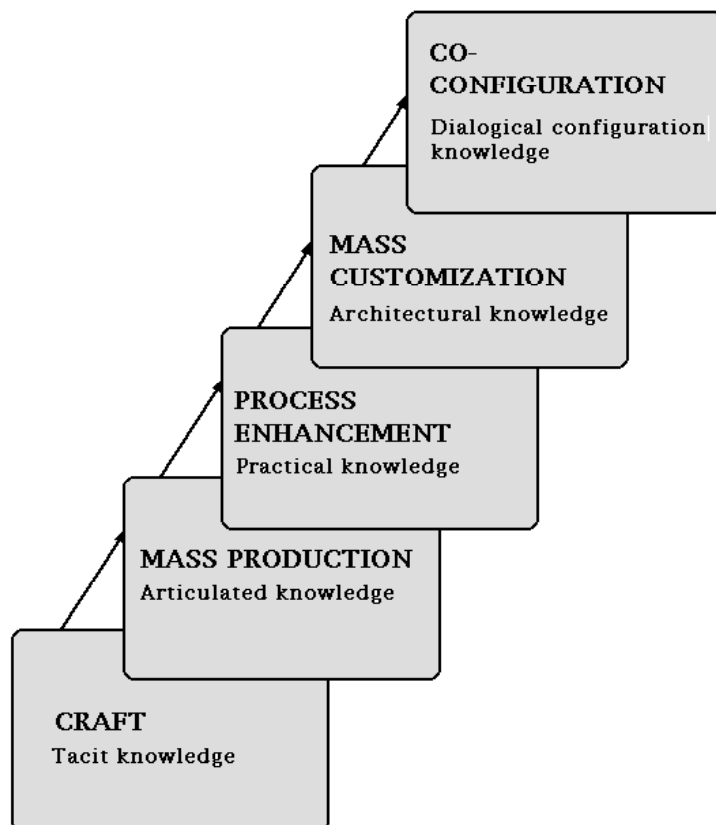 CO-
CONFIGURATION
Dialogical configuration
knowledge
MASS
CUSTOMIZATION
Architectural knowledge
PROCESS
ENHANCEMENT
Practical knowledge
MASS PRODUCTION
Articulated knowledge
CRAFT
Tacit knowledge